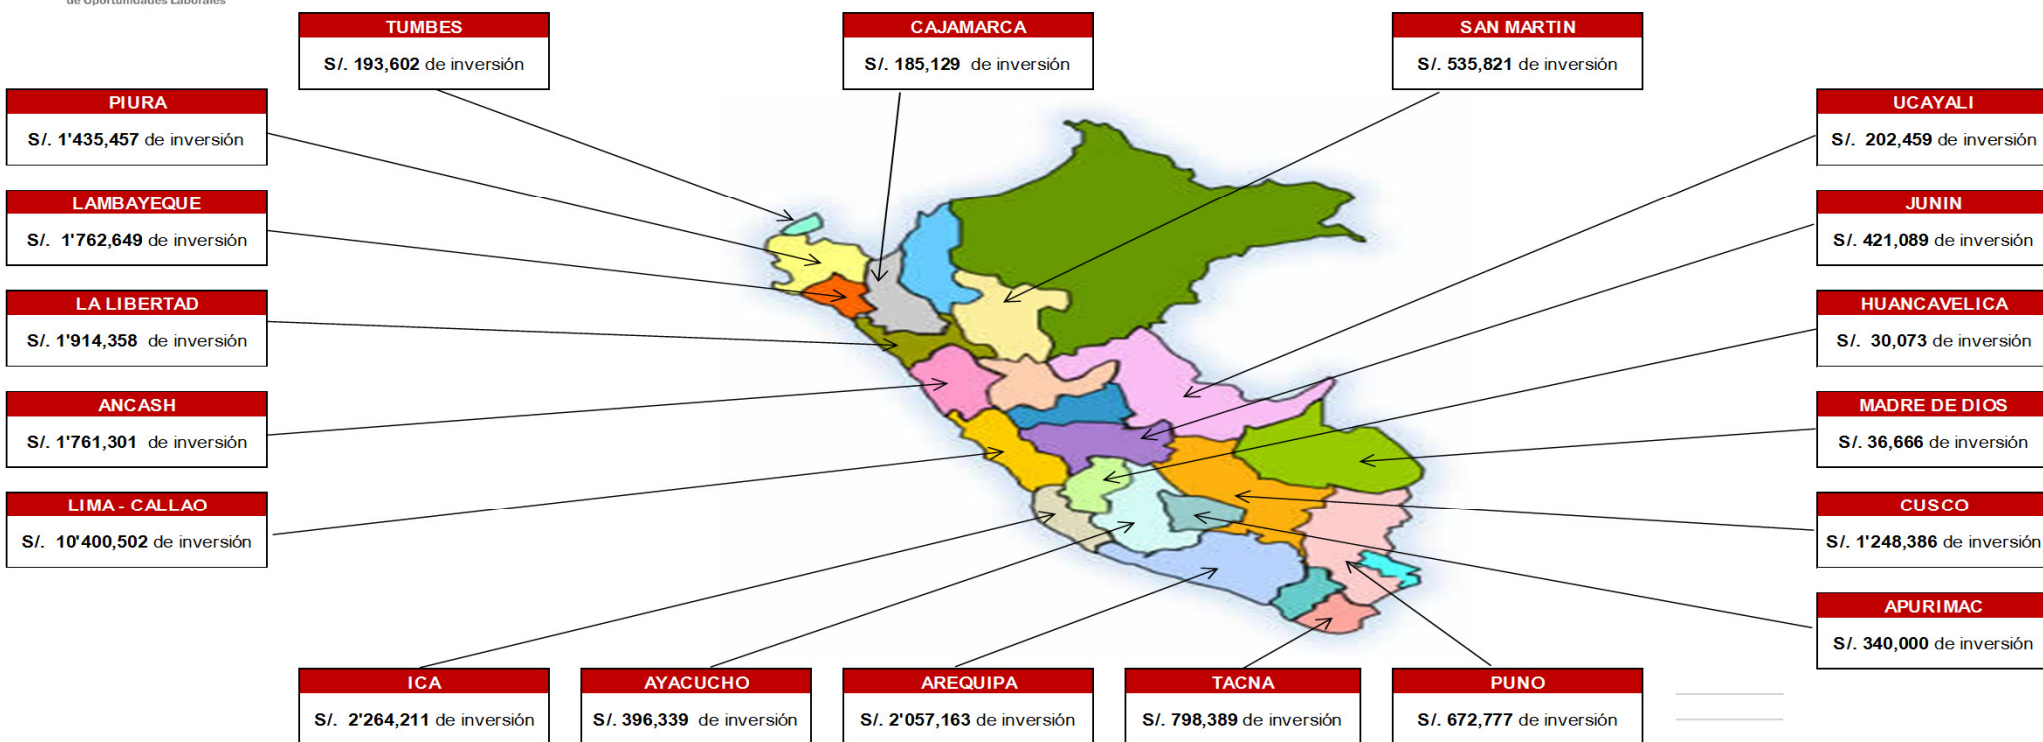 de Oportunidades Laborales
TUMBES
S/. 193,602 de inversión
CAJAMARCA
S/. 185,129 de inversión
SAN MARTIN
S/. 535,821 de inversión
PIURA
S/. 1'435,457 de inversión
LAMBAYEQUE
S/. 1'762,649 de inversión
LA LIBERTAD
S/. 1'914,358 de inversión
ANCASH
S/. 1'761,301 de inversión
LIMA - CALLAO
S/. 10'400,502 de inversión
UCAYALI
S/. 202,459 de inversión
JUNIN
S/. 421,089 de inversión
HUANCAVELICA
S/. 30,073 de inversión
MADRE DE DIOS
S/. 36,666 de inversión
CUSCO
S/. 1'248,386 de inversión
APURIMAC
S/. 340,000 de inversión
ICA
S/. 2'264,211 de inversión
AYACUCHO
S/. 396,339 de inversión
AREQUIPA
S/. 2'057,163 de inversión
TACNA
S/. 798,389 de inversión
PUNO
S/. 672,777 de inversión